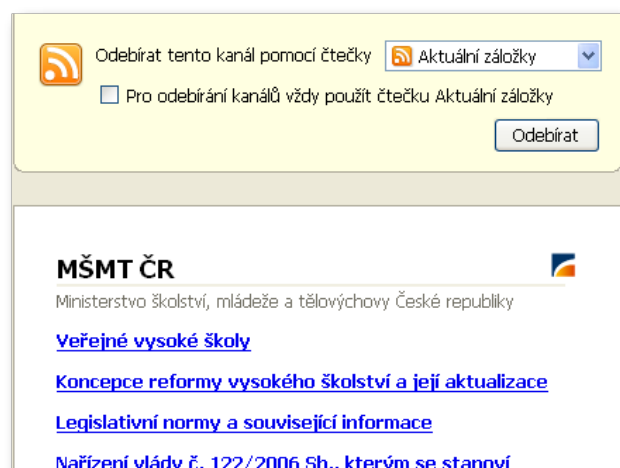 Odebírat tento kanál pomocí čtečky Aktuální záložky
Pro odebírání kanálů vždy použít čtečku Aktuální záložky
Odebírat
MŠMT ČR
Ministerstvo školství, mládeže a tělovýchovy České republiky
Veřejné vysoké školy
Koncepce reformy vysokého školství a její aktualizace
Legislativní normy a související informace
Nařízení vlády č. 122/2006 Sb., kterým se stanoví